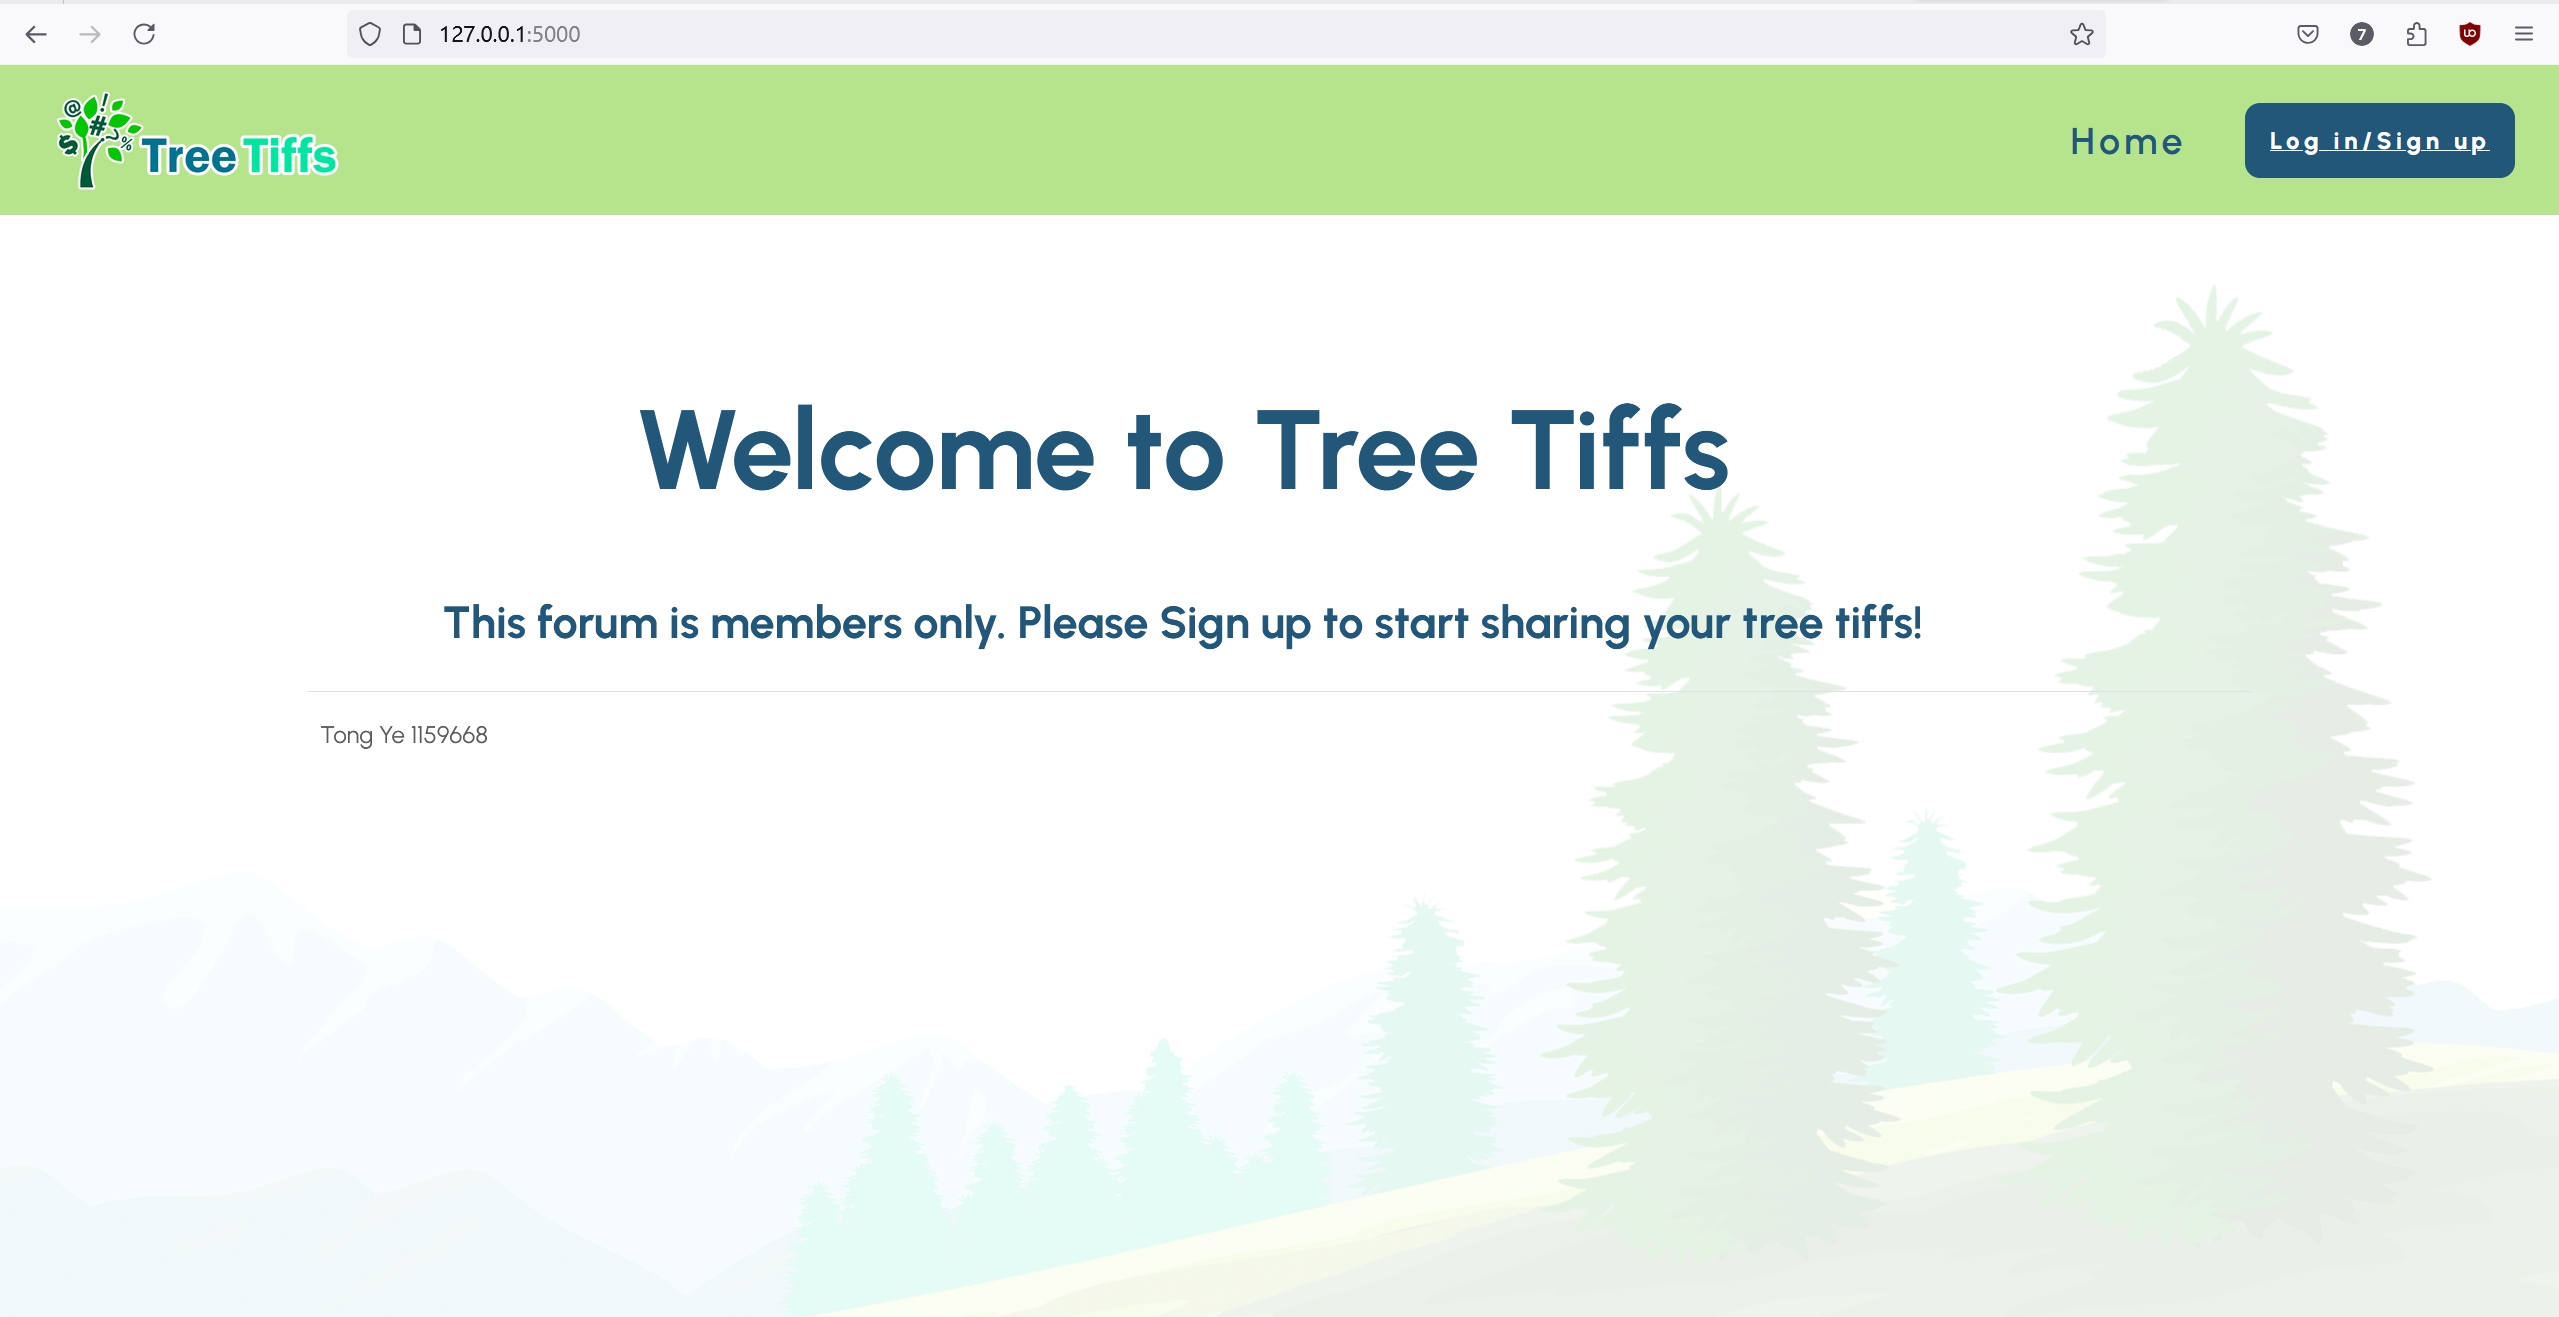 127.0.0.1:5000
7
@ ! # $ ? %
Tree Tiffs
Home
Log in/Sign up
Welcome to Tree Tiffs
This forum is members only. Please Sign up to start sharing your tree tiffs!
Tong Ye 1159668